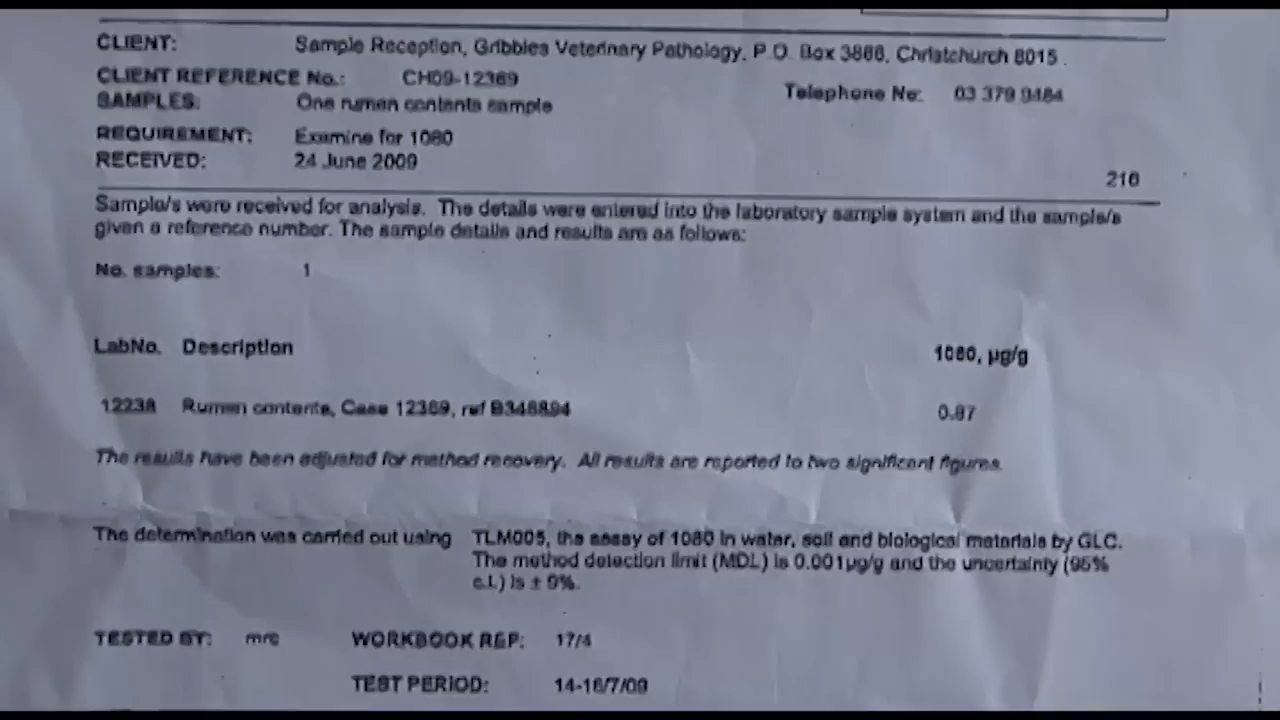 CLIENT: Sample Reception, Gribbles Veterinary Pathology, P.O. Box 3866, Christchurch 8015.
CLIENT REFERENCE No.: CH09-12369
Telephone No: 03 379 9484
SAMPLES: One rumen contents sample
REQUIREMENT: Examine for 1080
RECEIVED: 24 June 2009
210
Sample/s were received for analysis. The details were entered into the laboratory sample system and the sample/s
given a reference number. The sample details and results are as follows:
No. samples: 1
LabNo. Description 1080, µg/g
12238 Rumen contents, Case 12369, ref 0.87
The results have been adjusted for method recovery. All results are reported to two significant figures.
The determination was carried out using TLM005, the assay of 1080 in water, soil and biological materials by GLC.
The method detection limit (MDL) is 0.001µg/g and the uncertainty (95%
c.i.) is ± 9%.
TESTED BY: mrc WORKBOOK REF: 17/4
TEST PERIOD: 14-16/7/09